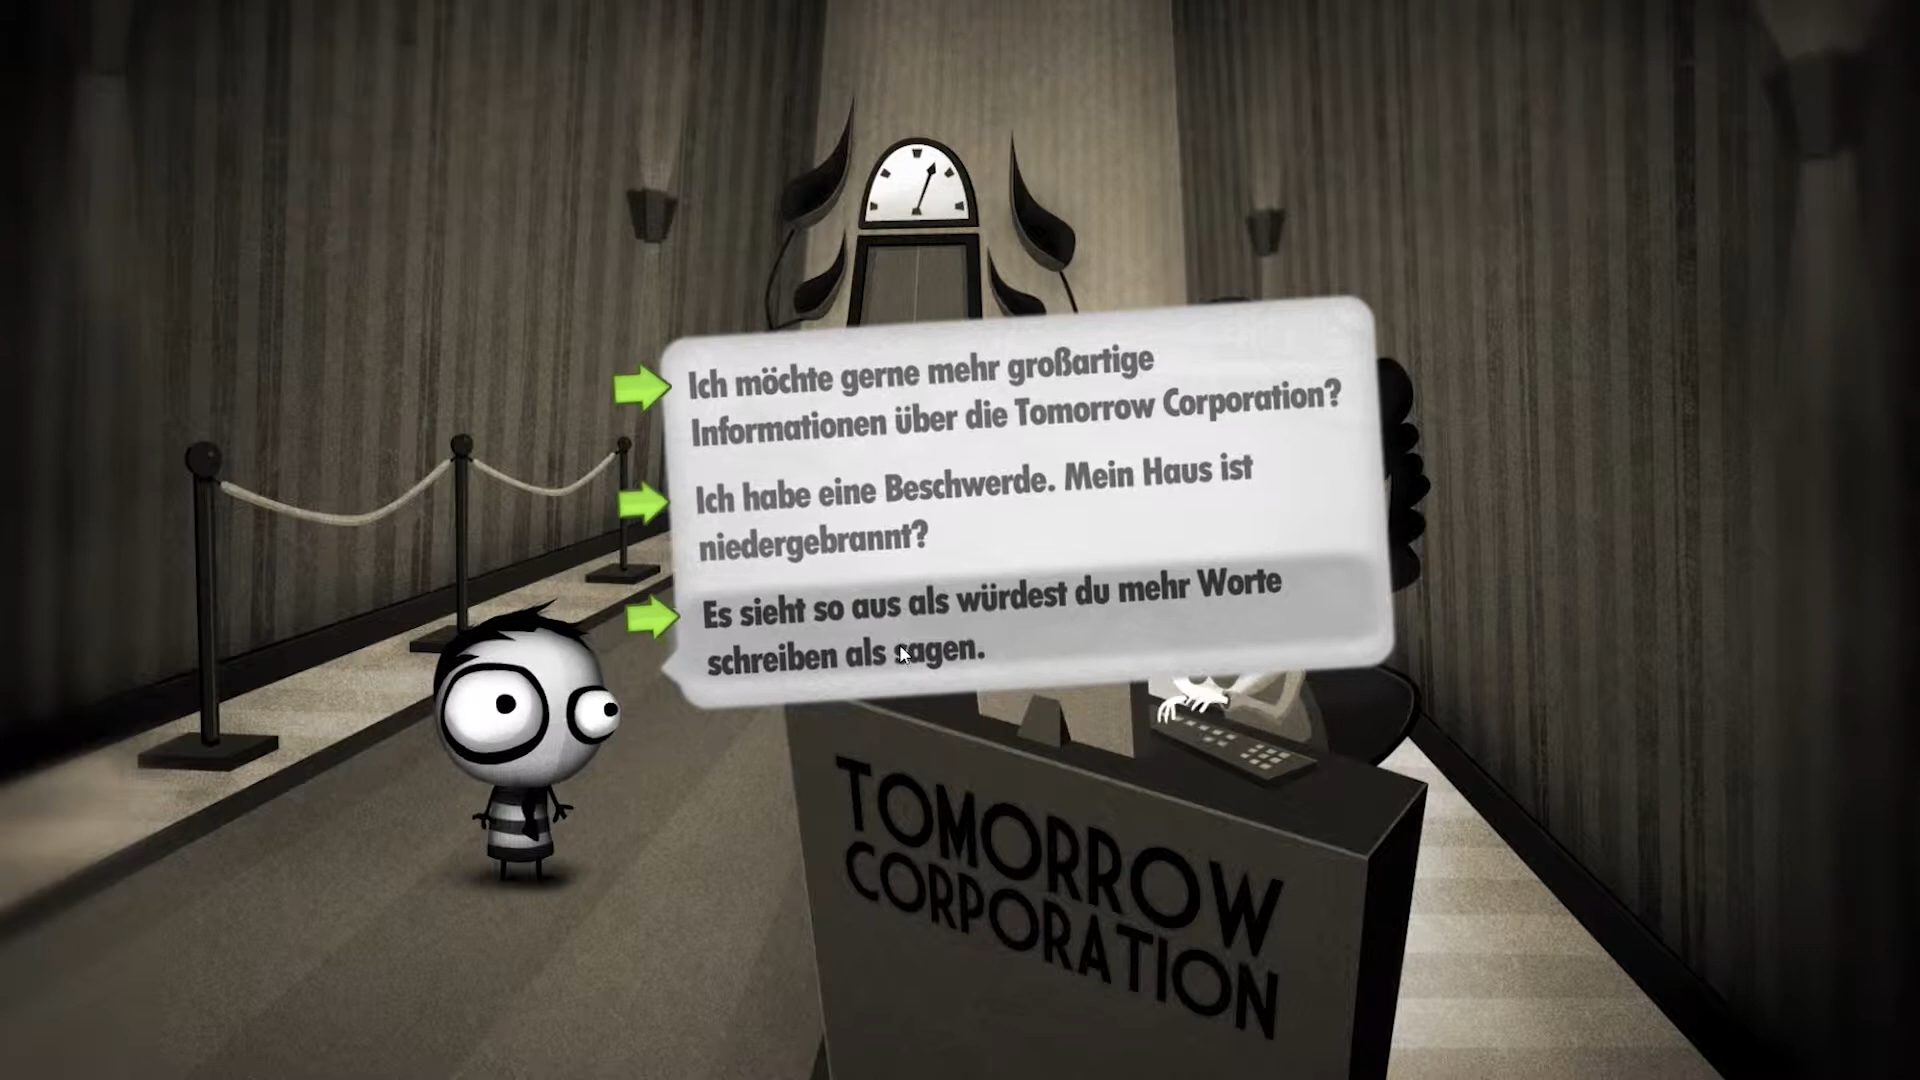 Ich möchte gerne mehr großartige
Informationen über die Tomorrow Corporation?
Ich habe eine Beschwerde. Mein Haus ist
niedergebrannt?
Es sieht so aus als würdest du mehr Worte
schreiben als sagen.
TOMORROW
CORPORATION